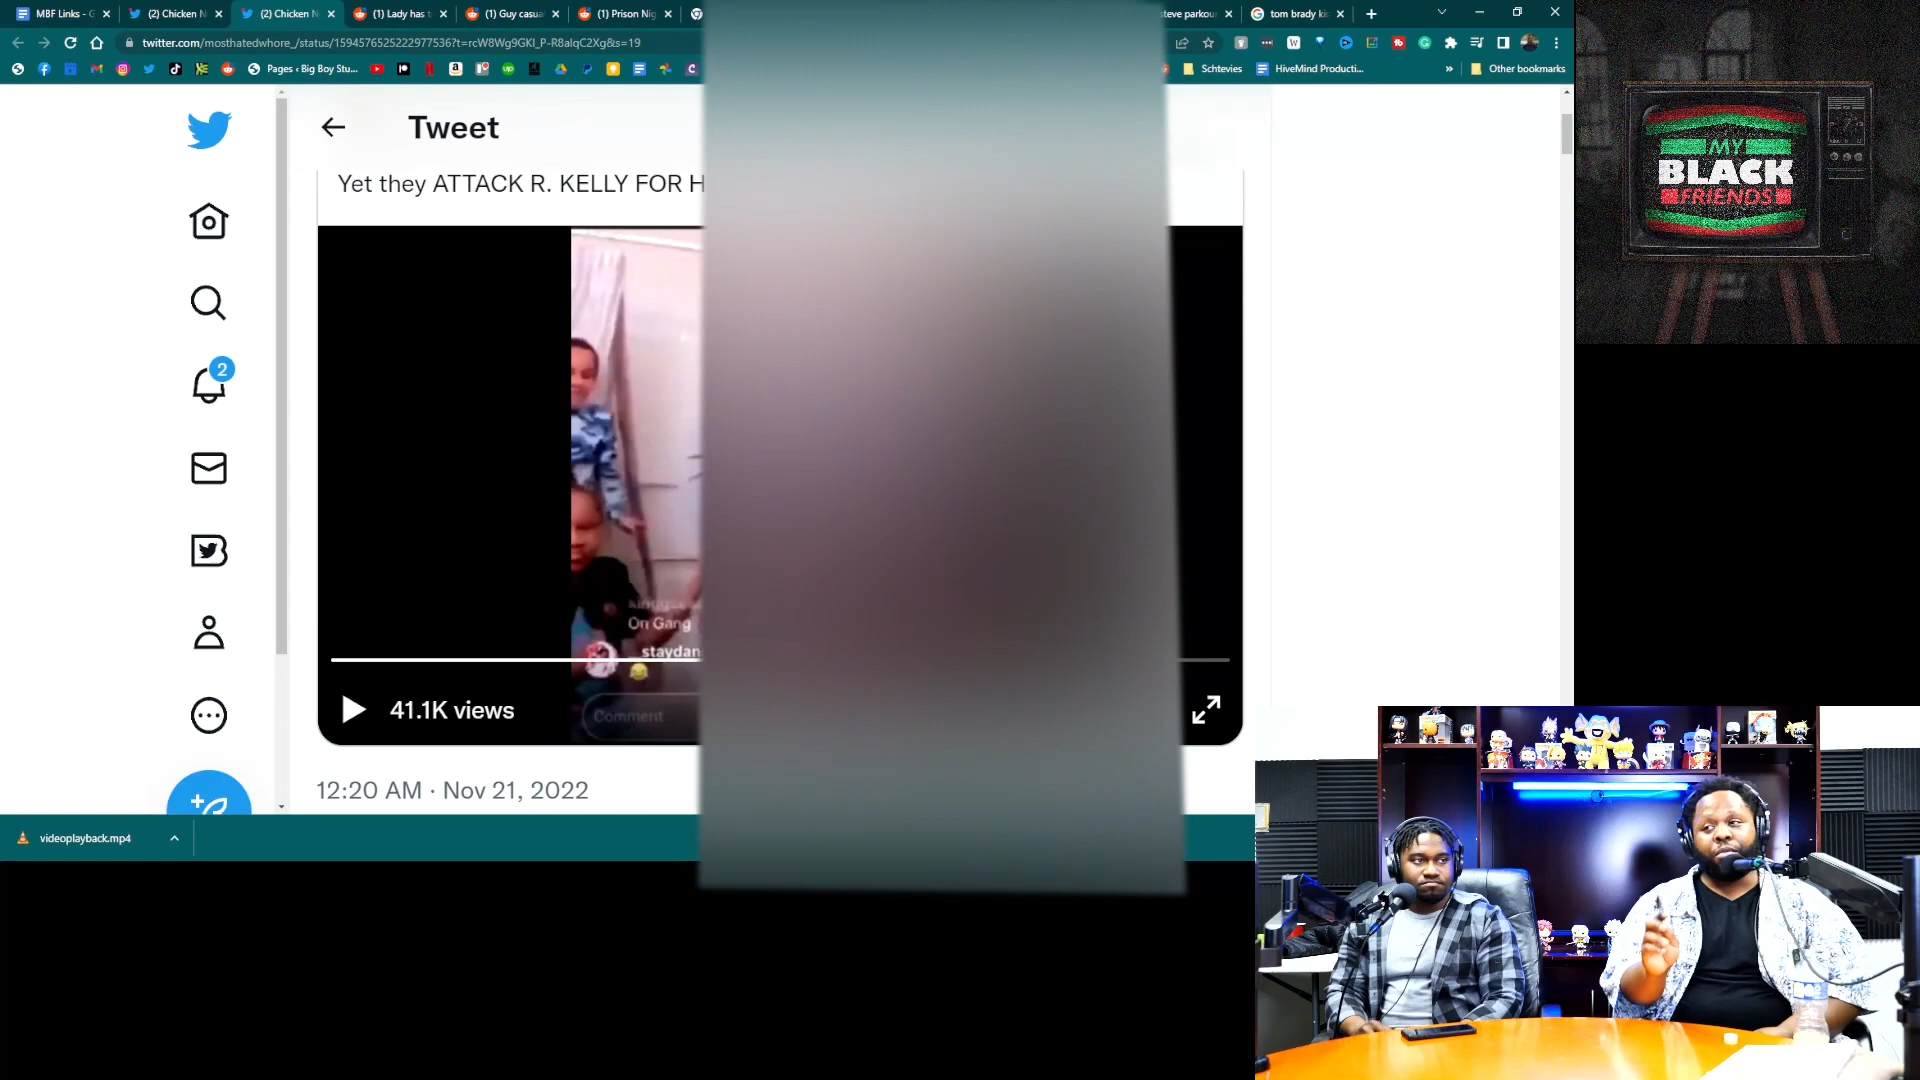 MBF Links - G
(2) Chicken N
(2) Chicken N
(1) Lady has t
(1) Guy casua
(1) Prison Nig
steve parkou
tom brady ki
twitter.com/mosthatedwhore_/status/1594576525222977536?t=rcW8Wg9GKl_P-R8alqC2Xg&s=19
Pages ‹ Big Boy Stu...
Schtevies
HiveMind Producti...
Other bookmarks
MY
BLACK
FRIENDS
Tweet
Yet they ATTACK R. KELLY FOR H
2
On Gang
staydan
Comment
41.1K views
12:20 AM · Nov 21, 2022
videoplayback.mp4